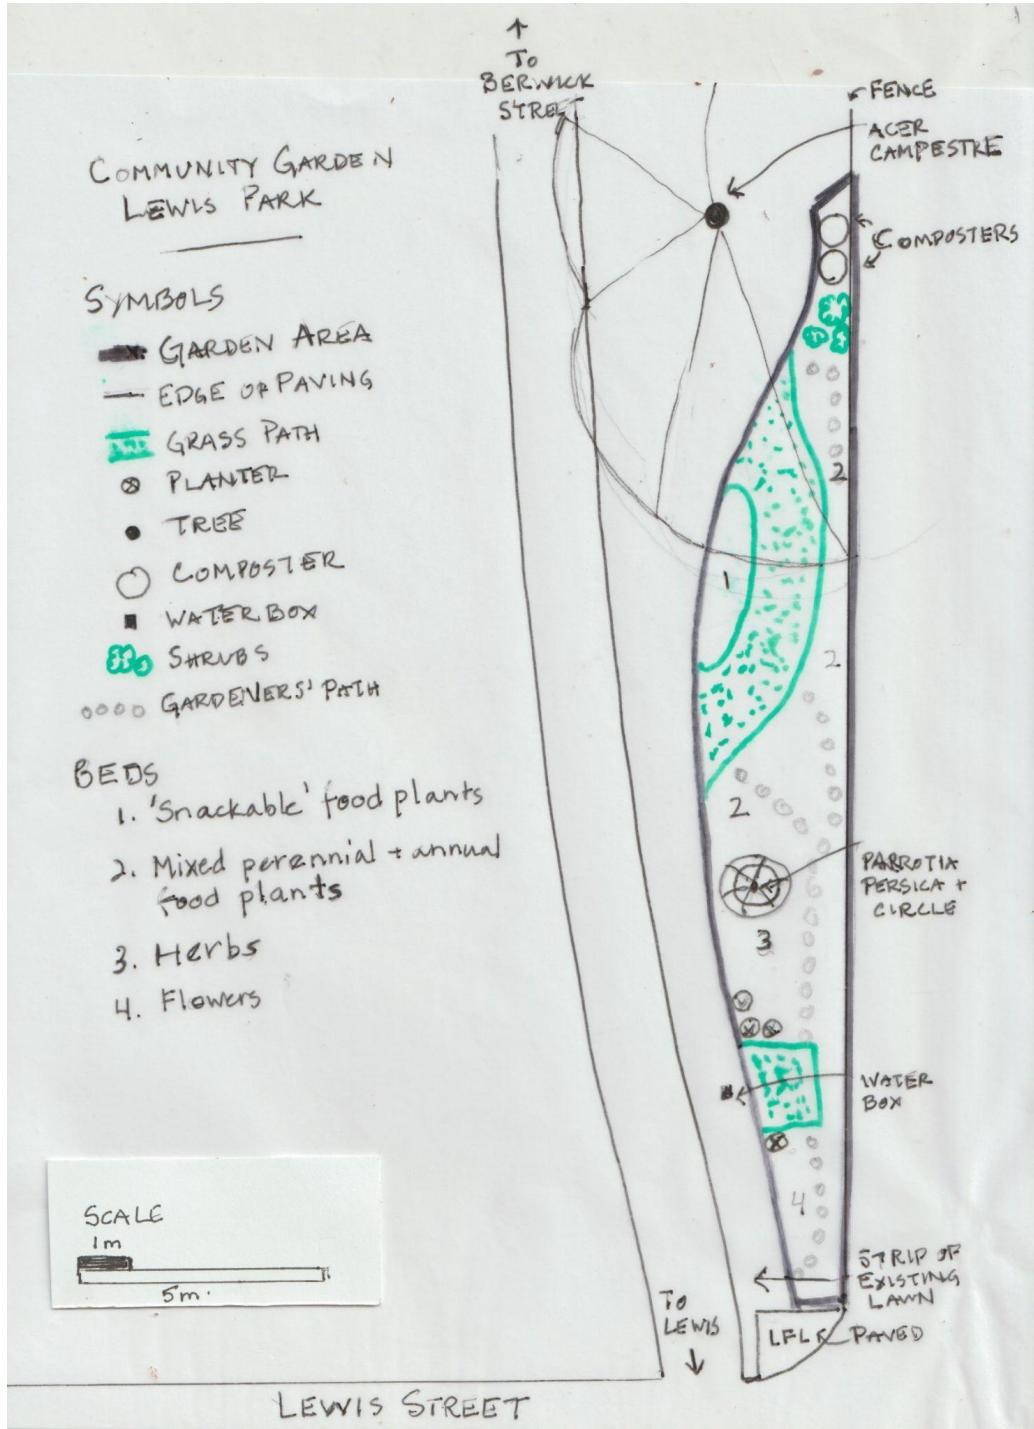 ↑
TO
BERWICK
STREET
COMMUNITY GARDEN
LEWIS PARK
SYMBOLS
GARDEN AREA
EDGE OF PAVING
GRASS PATH
PLANTER
TREE
COMPOSTER
WATER BOX
SHRUBS
GARDENERS' PATH
BEDS
1. 'Snackable' food plants
2. Mixed perennial + annual
food plants
3. Herbs
4. Flowers
SCALE
1m
5m.
FENCE
ACER
CAMPESTRE
COMPOSTERS
2
1
2
2
PARROTIA
PERSICA +
CIRCLE
3
WATER
BOX
4
STRIP OF
EXISTING
LAWN
TO
LEWIS
↓
LFLK PAVED
LEWIS STREET